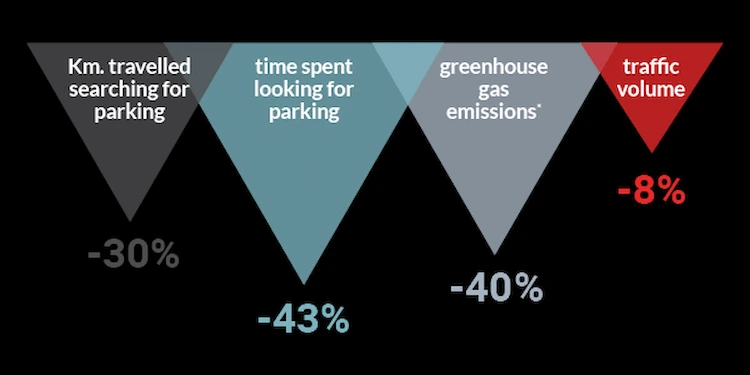 Km. travelled
searching for
parking
-30%
time spent
looking for
parking
-43%
greenhouse
gas
emissions*
-40%
traffic
volume
-8%